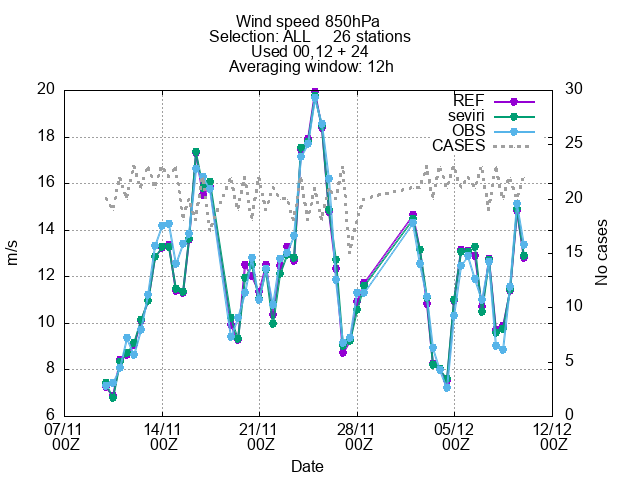 Wind speed 850hPa
Selection: ALL 26 stations
Used 00,12 + 24
Averaging window: 12h
20 30
REF
seviri
OBS
CASES
18 25
16
20
14
15
12
10
10
5
8
6 0
m/s
No cases
07/11 14/11 21/11 28/11 05/12 12/12
00Z 00Z 00Z 00Z 00Z 00Z
Date